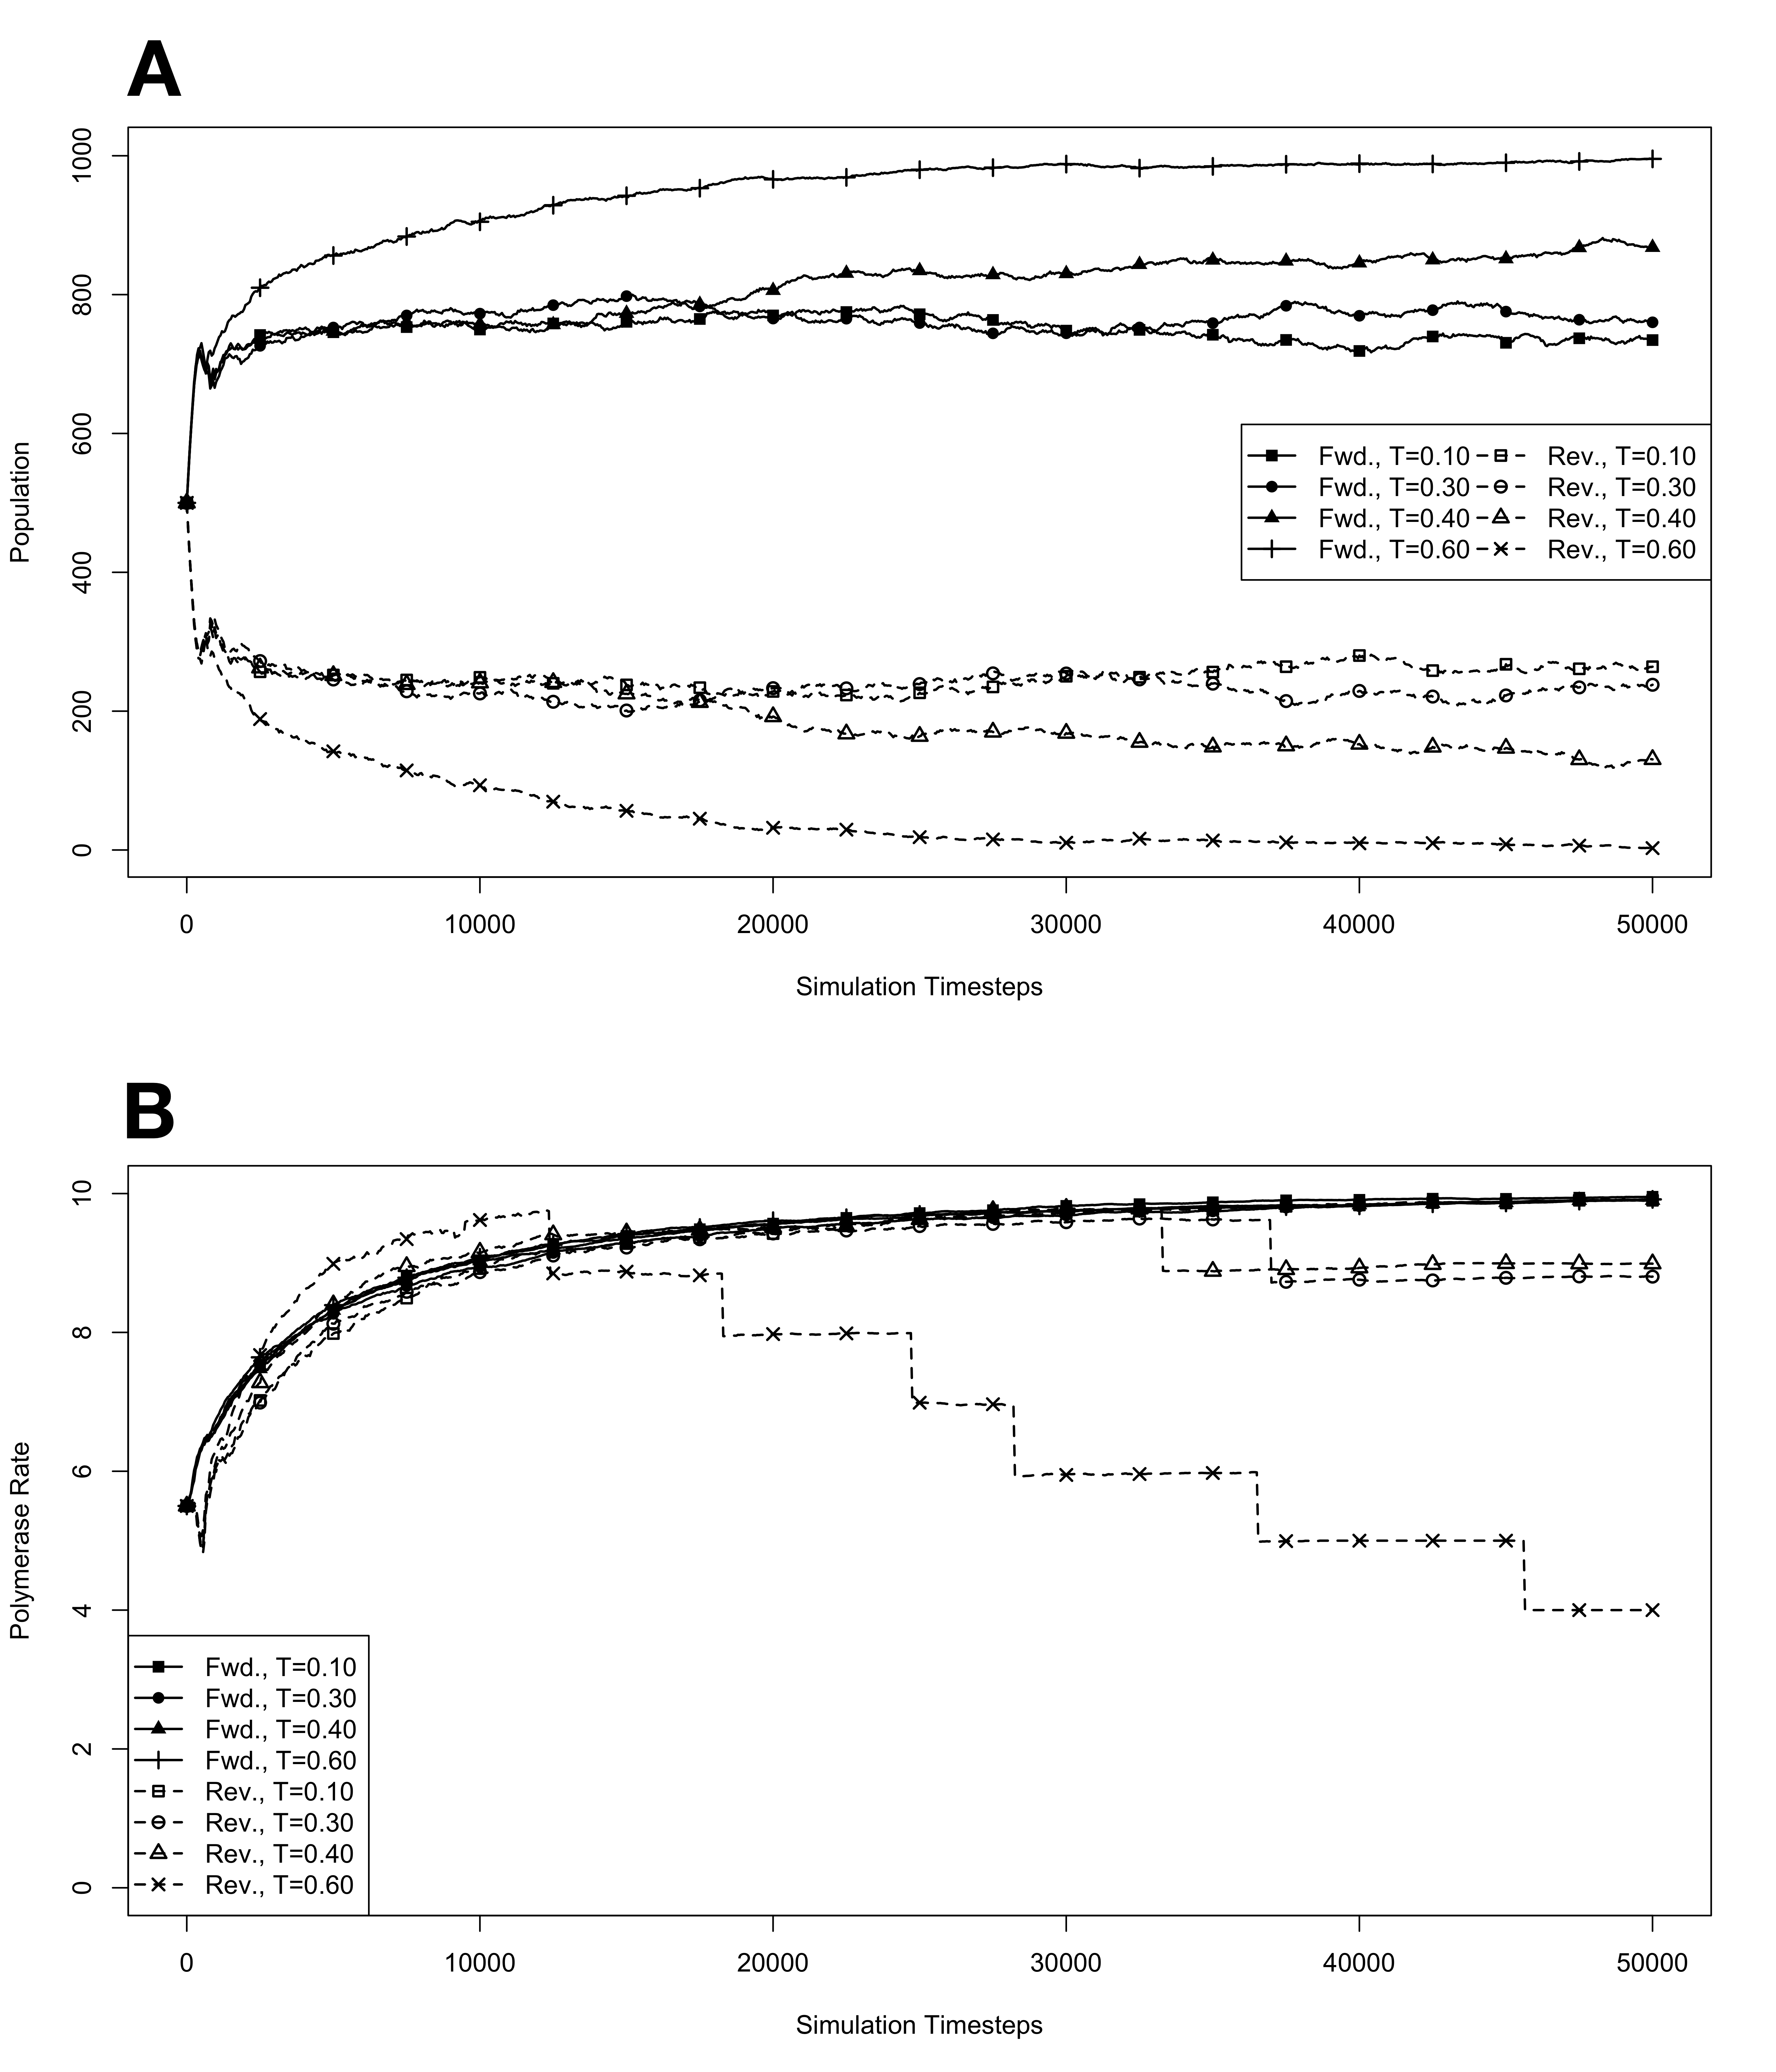 A
1000
800
600
400
200
0
Population
Fwd., T=0.10 Rev., T=0.10
Fwd., T=0.30 Rev., T=0.30
Fwd., T=0.40 Rev., T=0.40
Fwd., T=0.60 Rev., T=0.60
0 10000 20000 30000 40000 50000
Simulation Timesteps
B
10
8
6
4
2
0
Polymerase Rate
Fwd., T=0.10
Fwd., T=0.30
Fwd., T=0.40
Fwd., T=0.60
Rev., T=0.10
Rev., T=0.30
Rev., T=0.40
Rev., T=0.60
0 10000 20000 30000 40000 50000
Simulation Timesteps